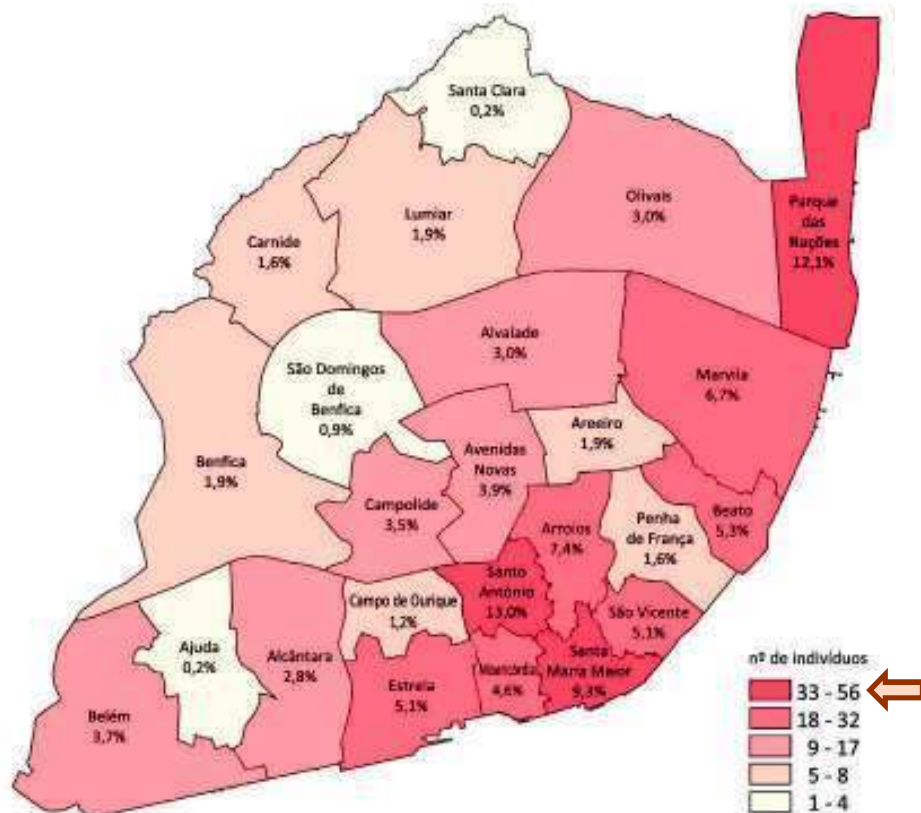 Santa Clara
0,2%
Olivais
3,0%
Parque
das
Nações
12,1%
Lumiar
1,9%
Carnide
1,6%
Alvalade
3,0%
São Domingos
de
Benfica
0,9%
Marvila
6,7%
Areeiro
1,9%
Avenidas
Novas
3,9%
Benfica
1,9%
Campolide
3,5%
Beato
5,3%
Penha
de França
1,6%
Arroios
7,4%
Santo
António
13,0%
Campo de Ourique
1,2%
São Vicente
5,1%
Ajuda
0,2%
Alcântara
2,8%
Santa
Maria Maior
9,3%
Misericórdia
4,6%
Estrela
5,1%
Belém
3,7%
nº de indivíduos
33 - 56
18 - 32
9 - 17
5 - 8
1 - 4